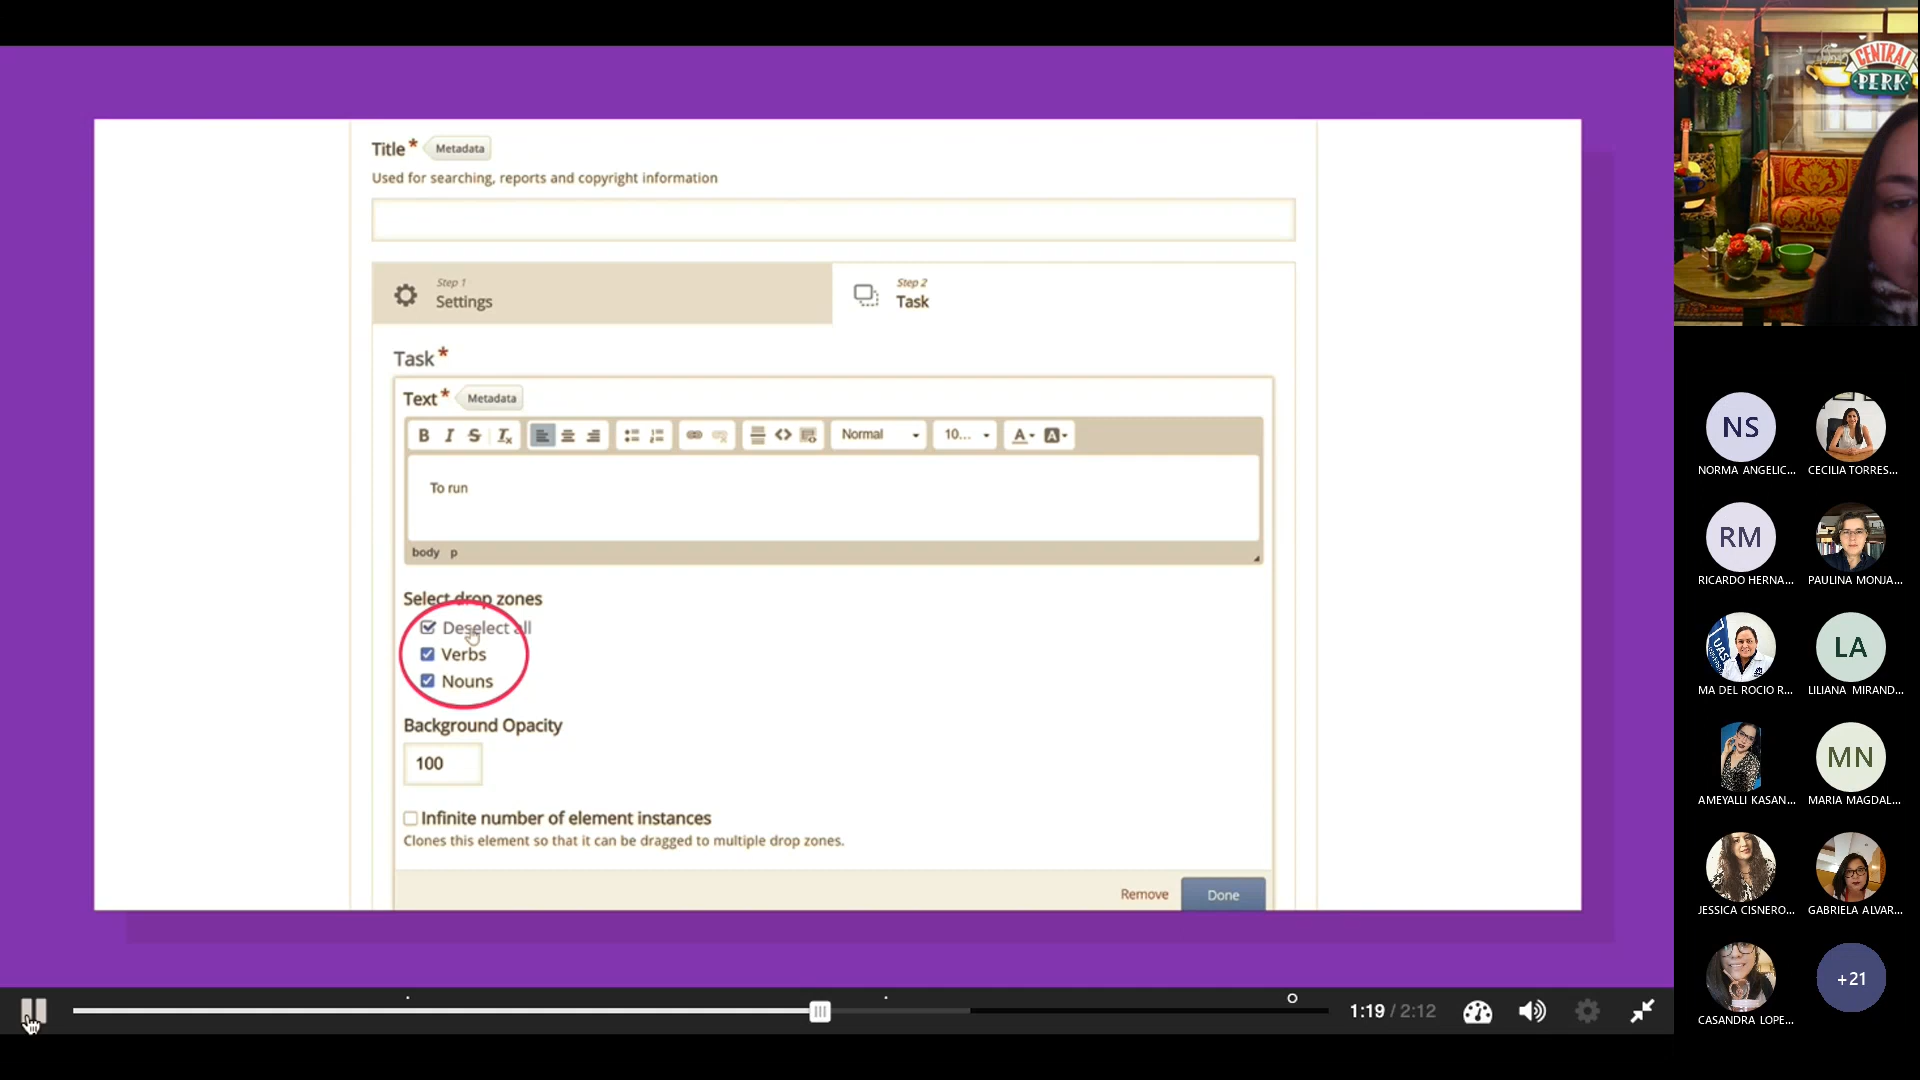 Title* Metadata
Used for searching, reports and copyright information
Step 1
Settings
Step 2
Task
Task*
Text* Metadata
B I S Tx Normal 10... A A
To run
body p
Select drop zones
Deselect all
Verbs
Nouns
Background Opacity
100
Infinite number of element instances
Clones this element so that it can be dragged to multiple drop zones.
Remove Done
1:19 / 2:12
CENTRAL
PERK
NS
NORMA ANGELIC... CECILIA TORRES...
RM
RICARDO HERNA... PAULINA MONJA...
UAS
LA
MA DEL ROCIO R... LILIANA MIRAND...
MN
AMEYALLI KASAN... MARIA MAGDAL...
JESSICA CISNERO... GABRIELA ALVAR...
+21
CASANDRA LOPE...